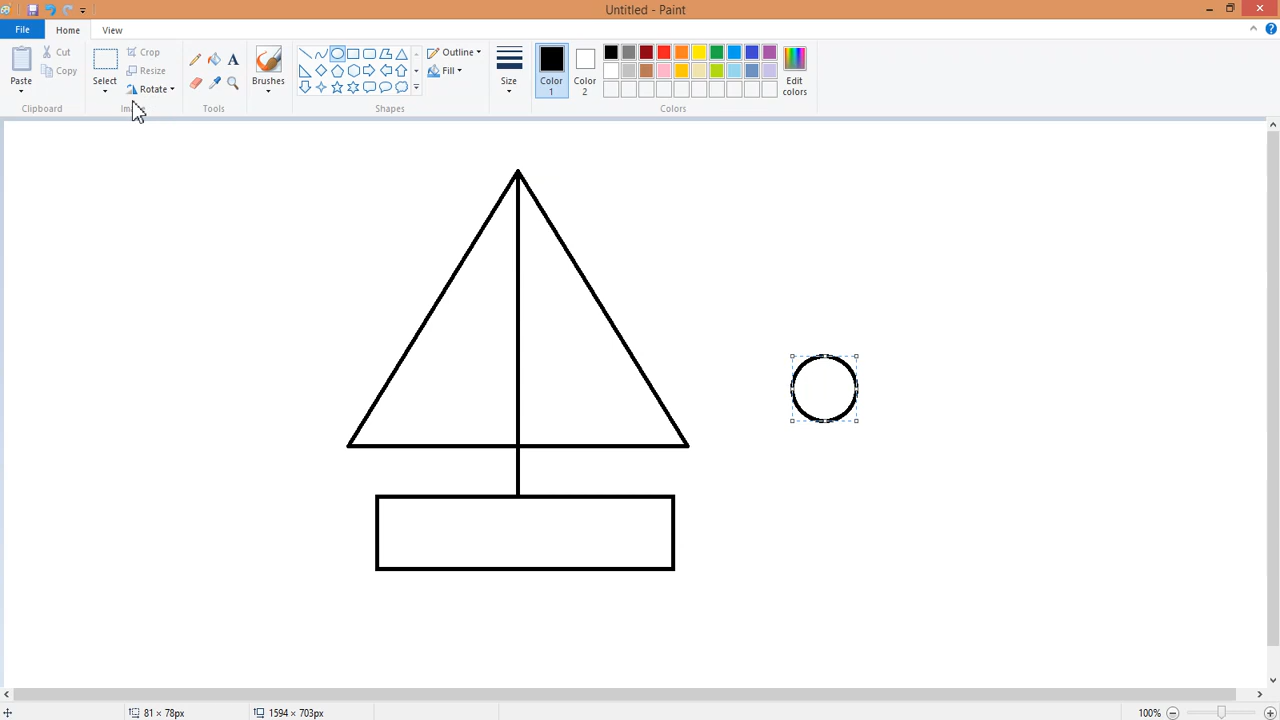 Untitled - Paint
File Home View
Paste
Cut
Copy
Clipboard
Select
Crop
Resize
Rotate
Image
Tools
Brushes
Outline
Fill
Shapes
Size
Color 1
Color 2
Edit colors
Colors
81 × 78px
1594 × 703px
100%